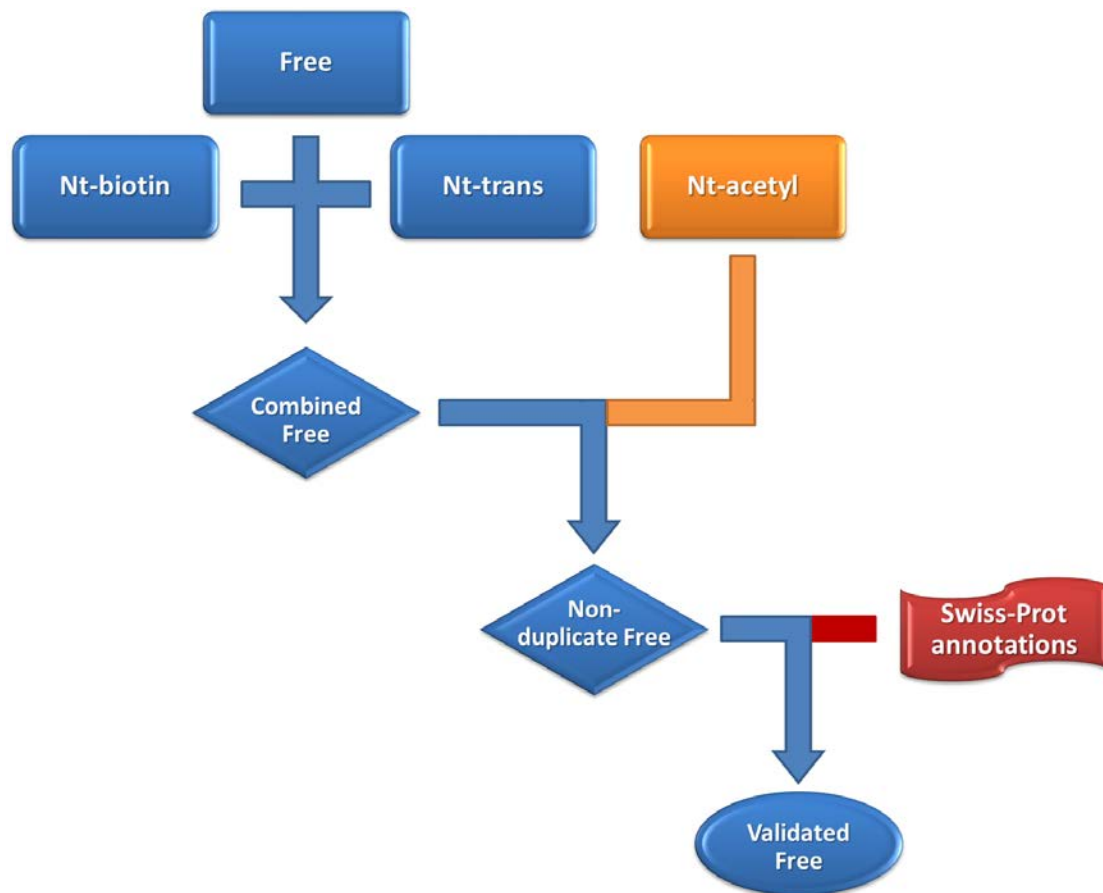 Free
Nt-biotin
Nt-trans
Nt-acetyl
Combined
Free
Non-
duplicate Free
Swiss-Prot
annotations
Validated
Free